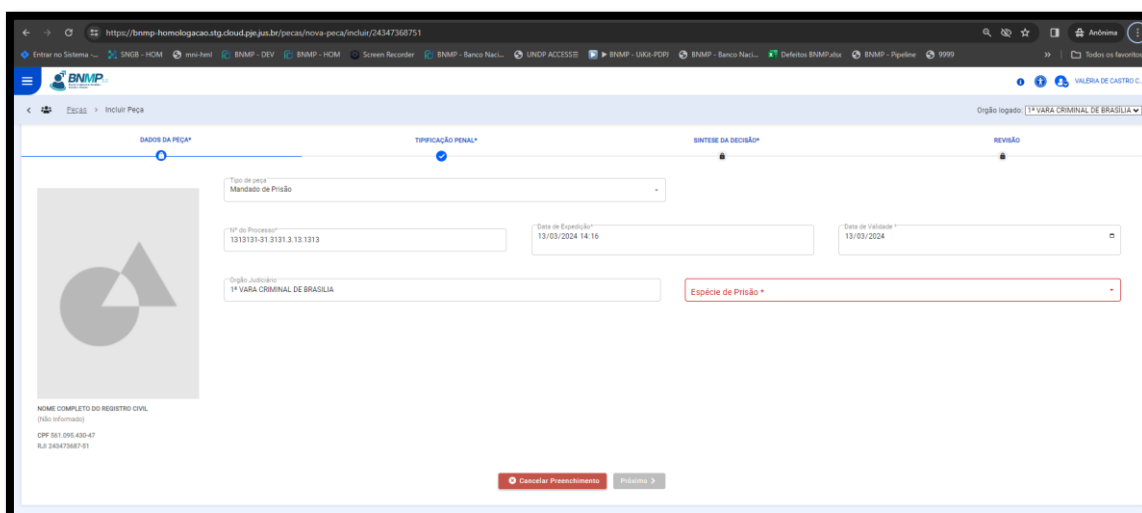 https://bnmp-homologacao.stg.cloud.pje.jus.br/pecas/nova-peca/incluir/24347368751
Anônima
Entrar no Sistema -... SNGB - HOM mni-hml BNMP - DEV BNMP - HOM Screen Recorder BNMP - Banco Naci... UNDP ACCESS BNMP - UiKit-PDPJ BNMP - Banco Naci... Defeitos BNMP.xlsx BNMP - Pipeline 9999 » Todos os favoritos
BNMP
VALÉRIA DE CASTRO C...
Peças > Incluir Peça
Orgão logado: 1ª VARA CRIMINAL DE BRASILIA
DADOS DA PEÇA* TIPIFICAÇÃO PENAL* SINTESE DA DECISÃO* REVISÃO
Tipo de peça
Mandado de Prisão
Nº do Processo* Data de Expedição* Data de Validade *
1313131-31.3131.3.13.1313 13/03/2024 14:16 13/03/2024
Orgão Judiciário
1ª VARA CRIMINAL DE BRASILIA Espécie de Prisão *
NOME COMPLETO DO REGISTRO CIVIL
(Não Informado)
CPF 561.095.430-47
RJI 243473687-51
Cancelar Preenchimento Próximo >